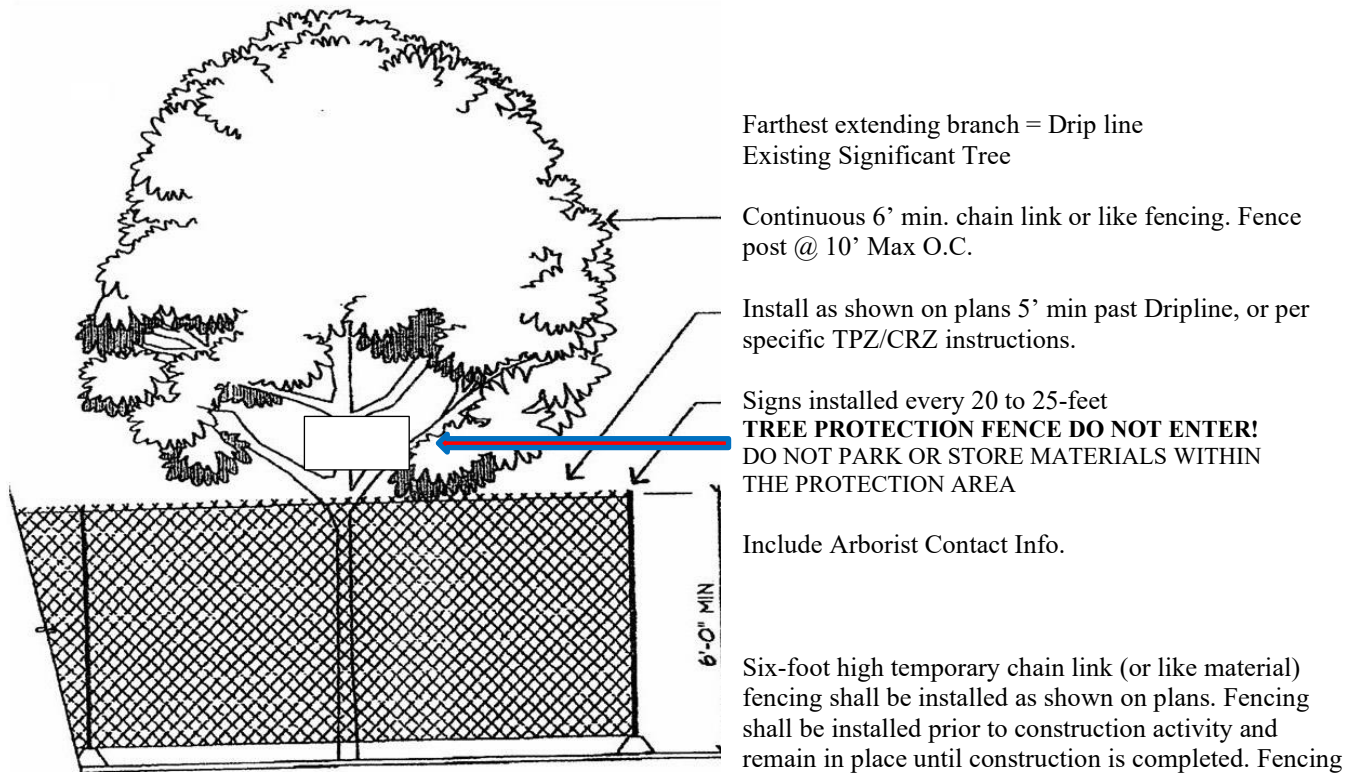 Farthest extending branch = Drip line
Existing Significant Tree
Continuous 6’ min. chain link or like fencing. Fence
post @ 10’ Max O.C.
Install as shown on plans 5’ min past Dripline, or per
specific TPZ/CRZ instructions.
Signs installed every 20 to 25-feet
TREE PROTECTION FENCE DO NOT ENTER!
DO NOT PARK OR STORE MATERIALS WITHIN
THE PROTECTION AREA
Include Arborist Contact Info.
6'-0" MIN
Six-foot high temporary chain link (or like material)
fencing shall be installed as shown on plans. Fencing
shall be installed prior to construction activity and
remain in place until construction is completed. Fencing